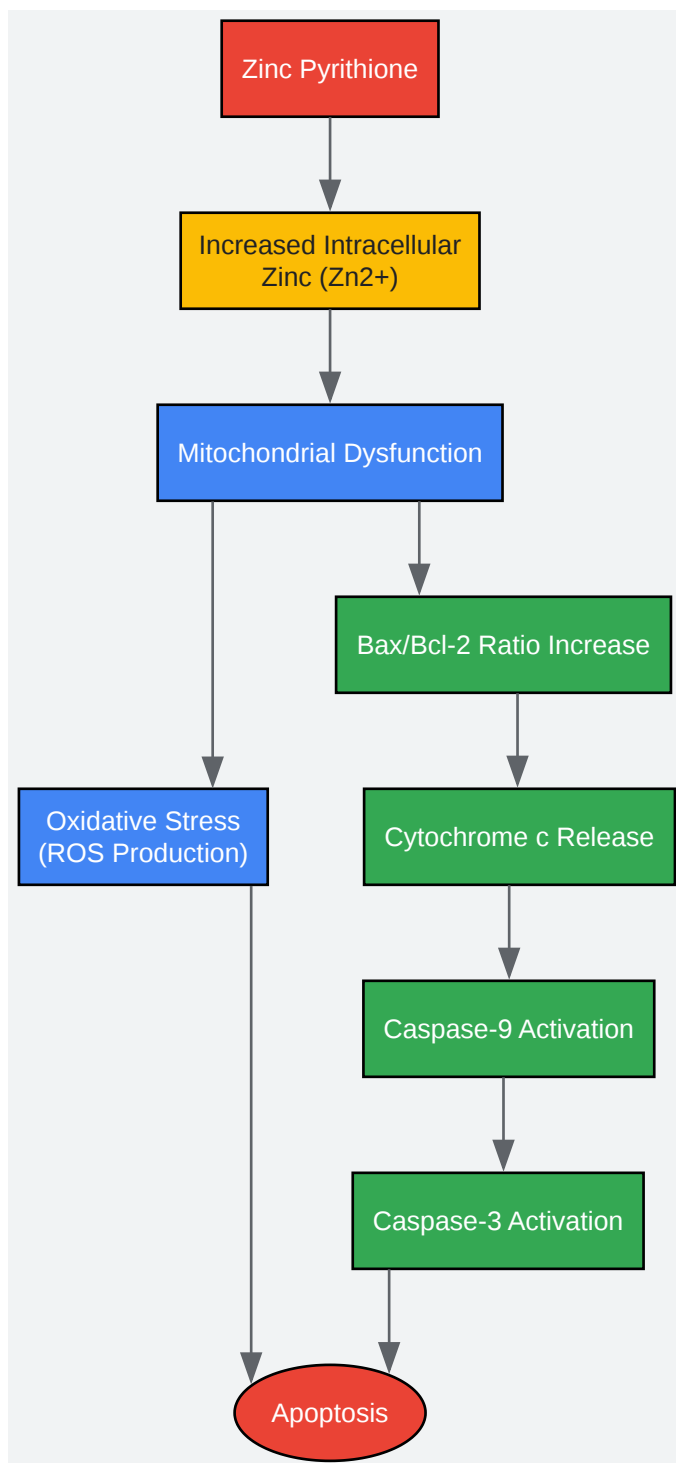 Zinc Pyrithione
Increased Intracellular
Zinc (Zn2+)
Mitochondrial Dysfunction
Bax/Bcl-2 Ratio Increase
Oxidative Stress
(ROS Production)
Cytochrome c Release
Caspase-9 Activation
Caspase-3 Activation
Apoptosis